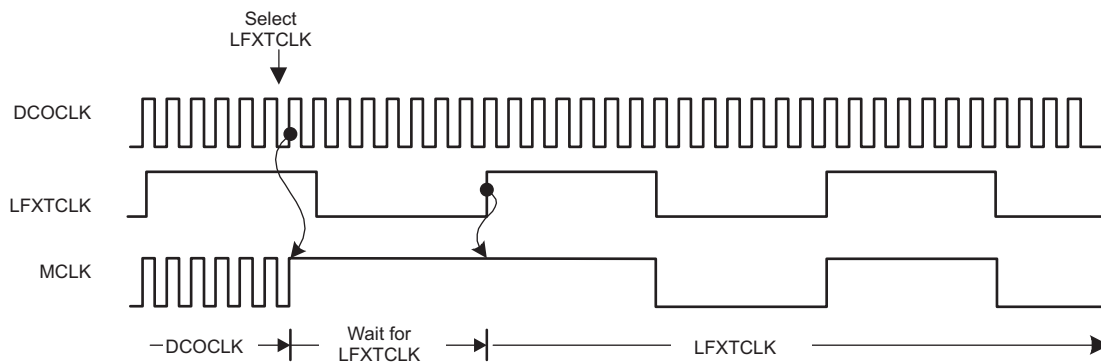 Select
LFXTCLK
DCOCLK
LFXTCLK
MCLK
DCOCLK
Wait for
LFXTCLK
LFXTCLK